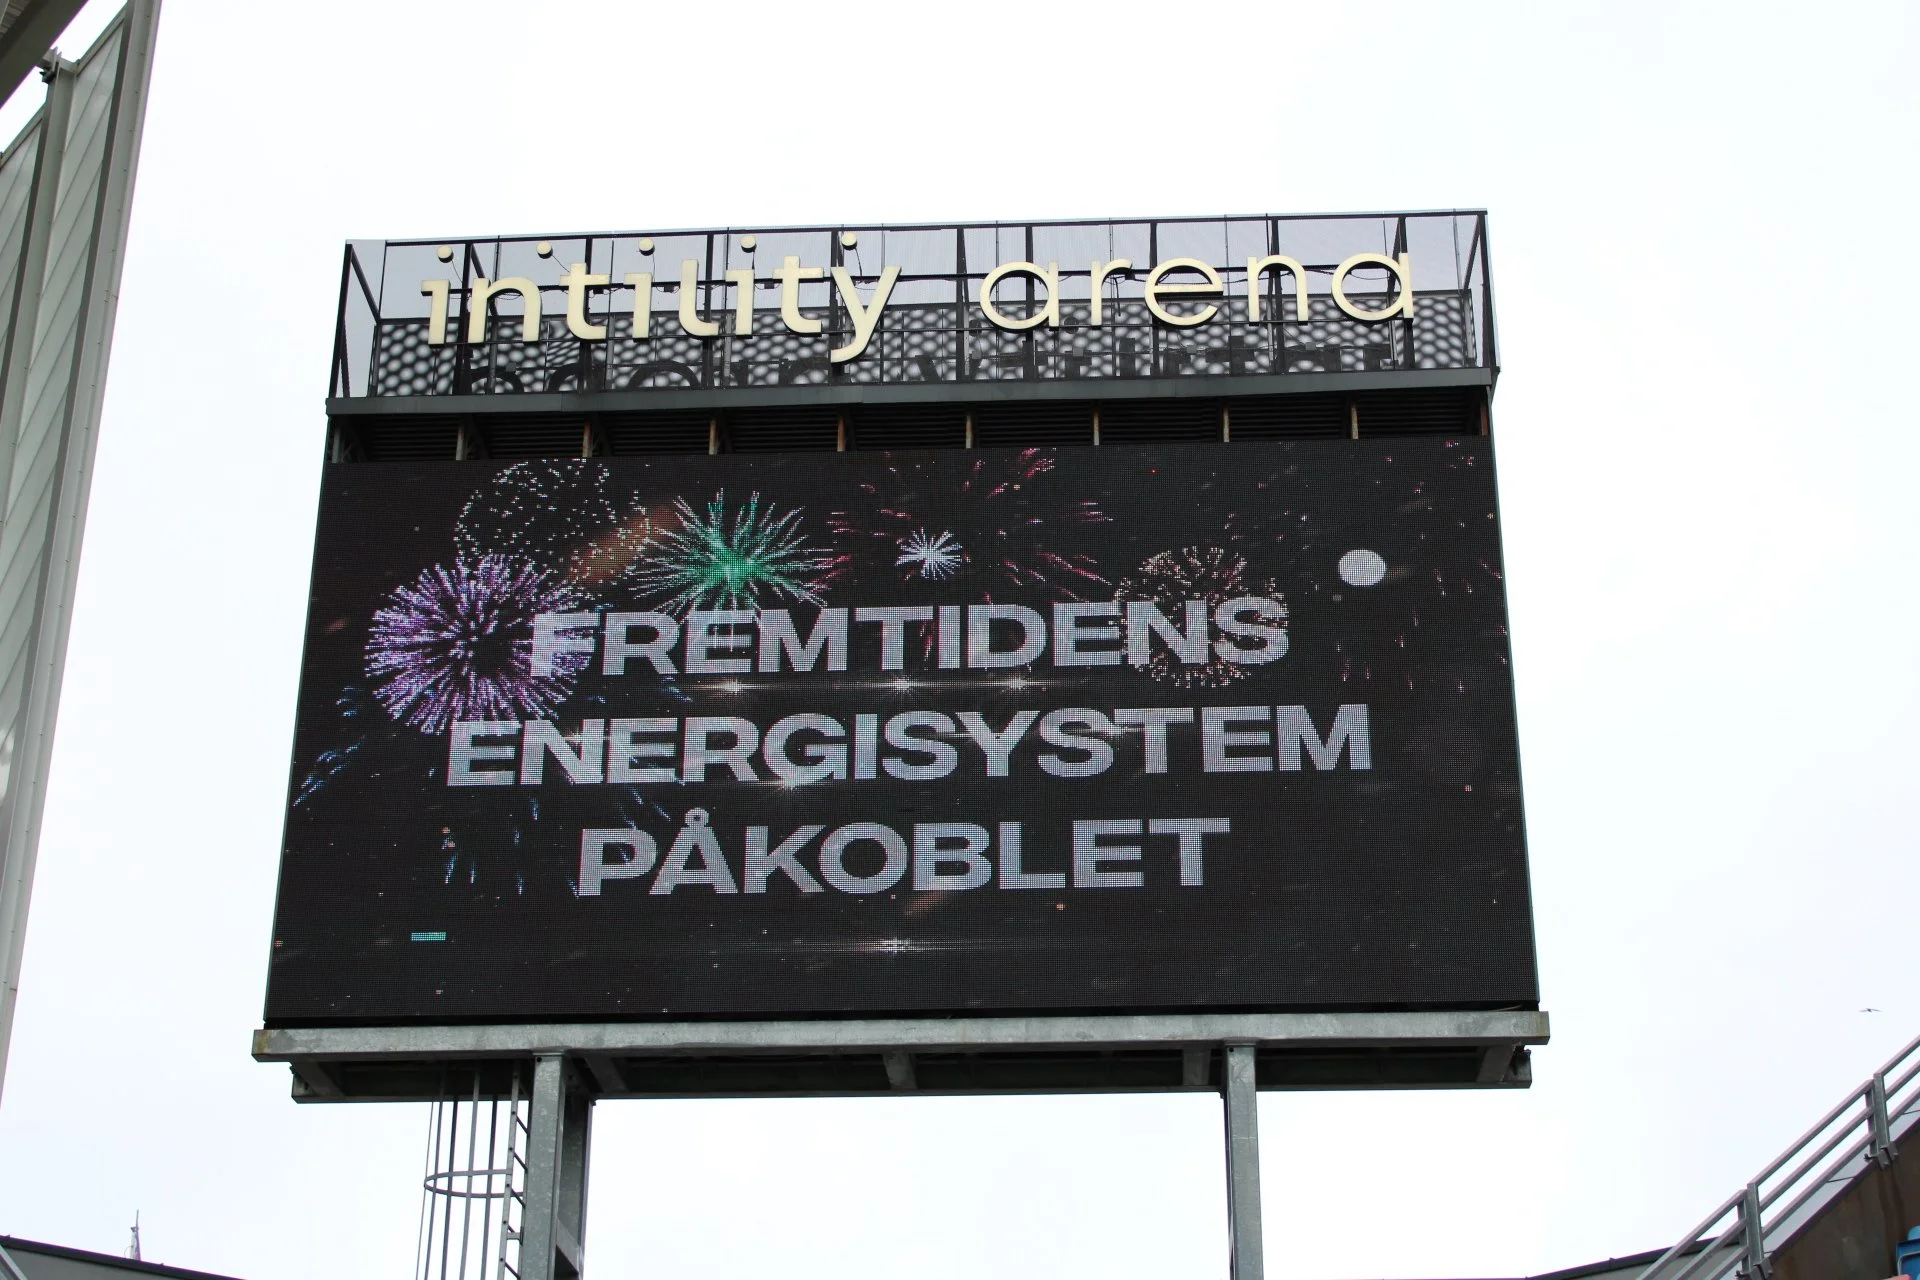 intility arena
FREMTIDENS
ENERGISYSTEM
PÅKOBLET